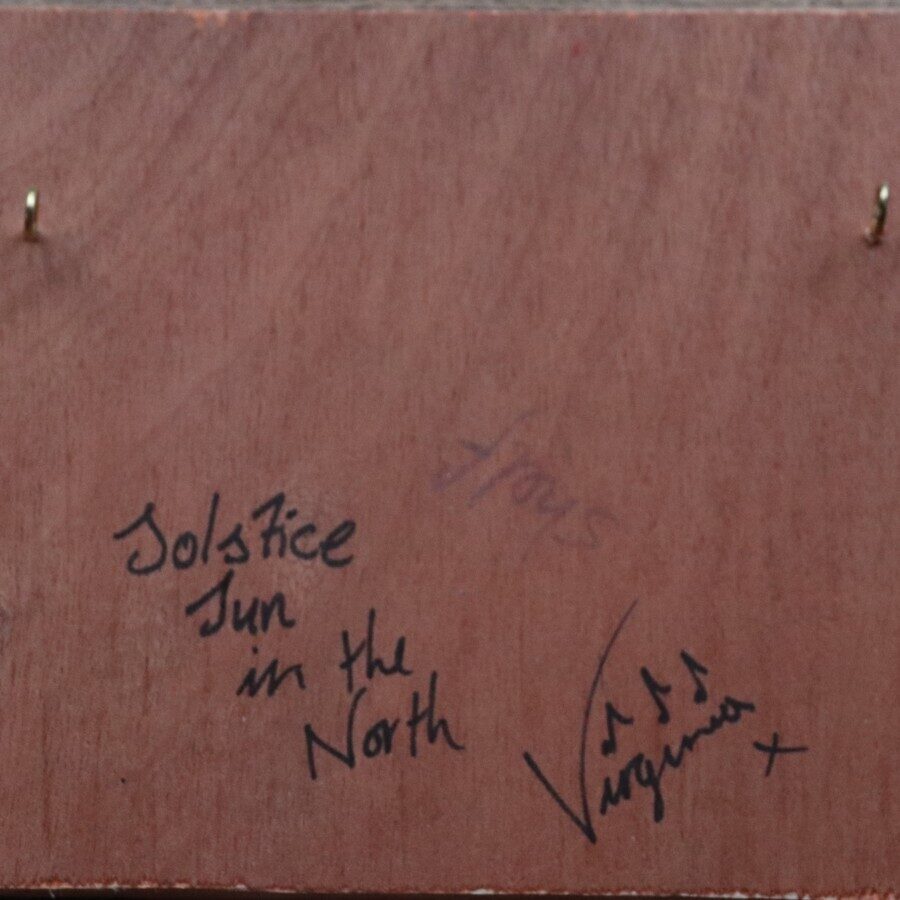 Solstice
Sun
in the
North
Virginia x